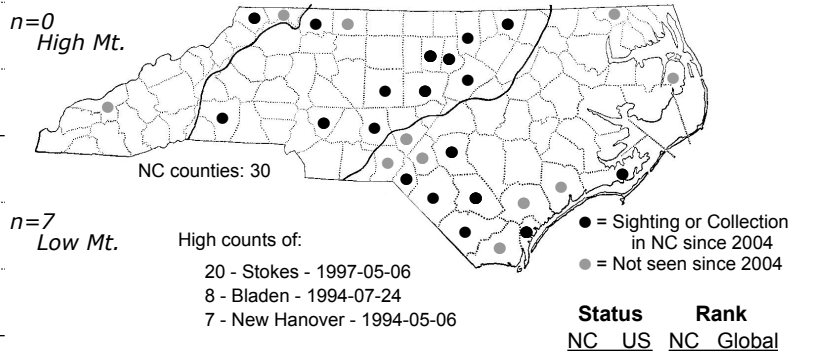 n=0
High Mt.
NC counties: 30
n=7
Low Mt.
High counts of:
20 - Stokes - 1997-05-06
8 - Bladen - 1994-07-24
7 - New Hanover - 1994-05-06
= Sighting or Collection
in NC since 2004
= Not seen since 2004
Status Rank
NC US NC Global